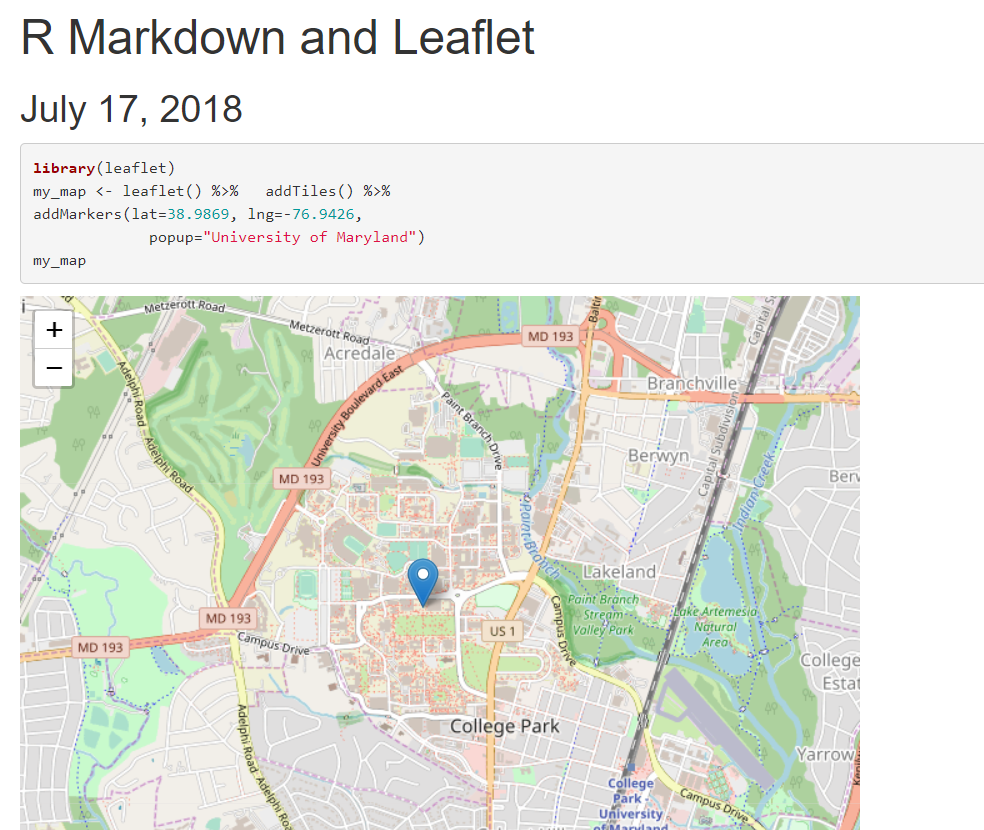 R Markdown and Leaflet
July 17, 2018
library(leaflet)
my_map <- leaflet() %>%   addTiles() %>%
addMarkers(lat=38.9869, lng=-76.9426,
            popup="University of Maryland")
my_map
+
−
Metzerott Road
Metzerott Road
Acredale
MD 193
Capital S
Branchville
Adelphi Road
Adelphi Road
University Boulevard East
Paint Branch Drive
Berwyn
Capital Subdivision
Indian Creek
MD 193
Paint Branch
Lakeland
Paint Branch
Stream
Valley Park
Lake Artemesia
Natural
Area
MD 193
US 1
MD 193
Campus Drive
Campus Drive
College
Estat
College Park
Yarrow
Adelphi Road
Adelphi Roa
College
Park -
University
of Maryland
Campus Drive